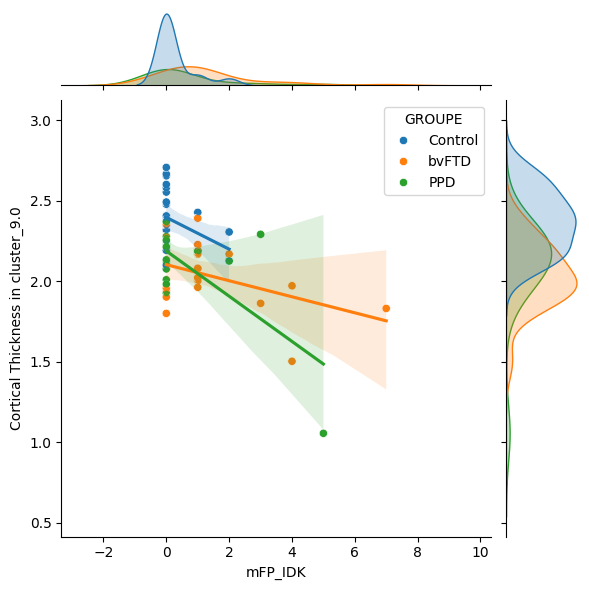 GROUPE
Control
bvFTD
PPD
3.0
2.5
2.0
1.5
1.0
0.5
Cortical Thickness in cluster_9.0
−2 0 2 4 6 8 10
mFP_IDK